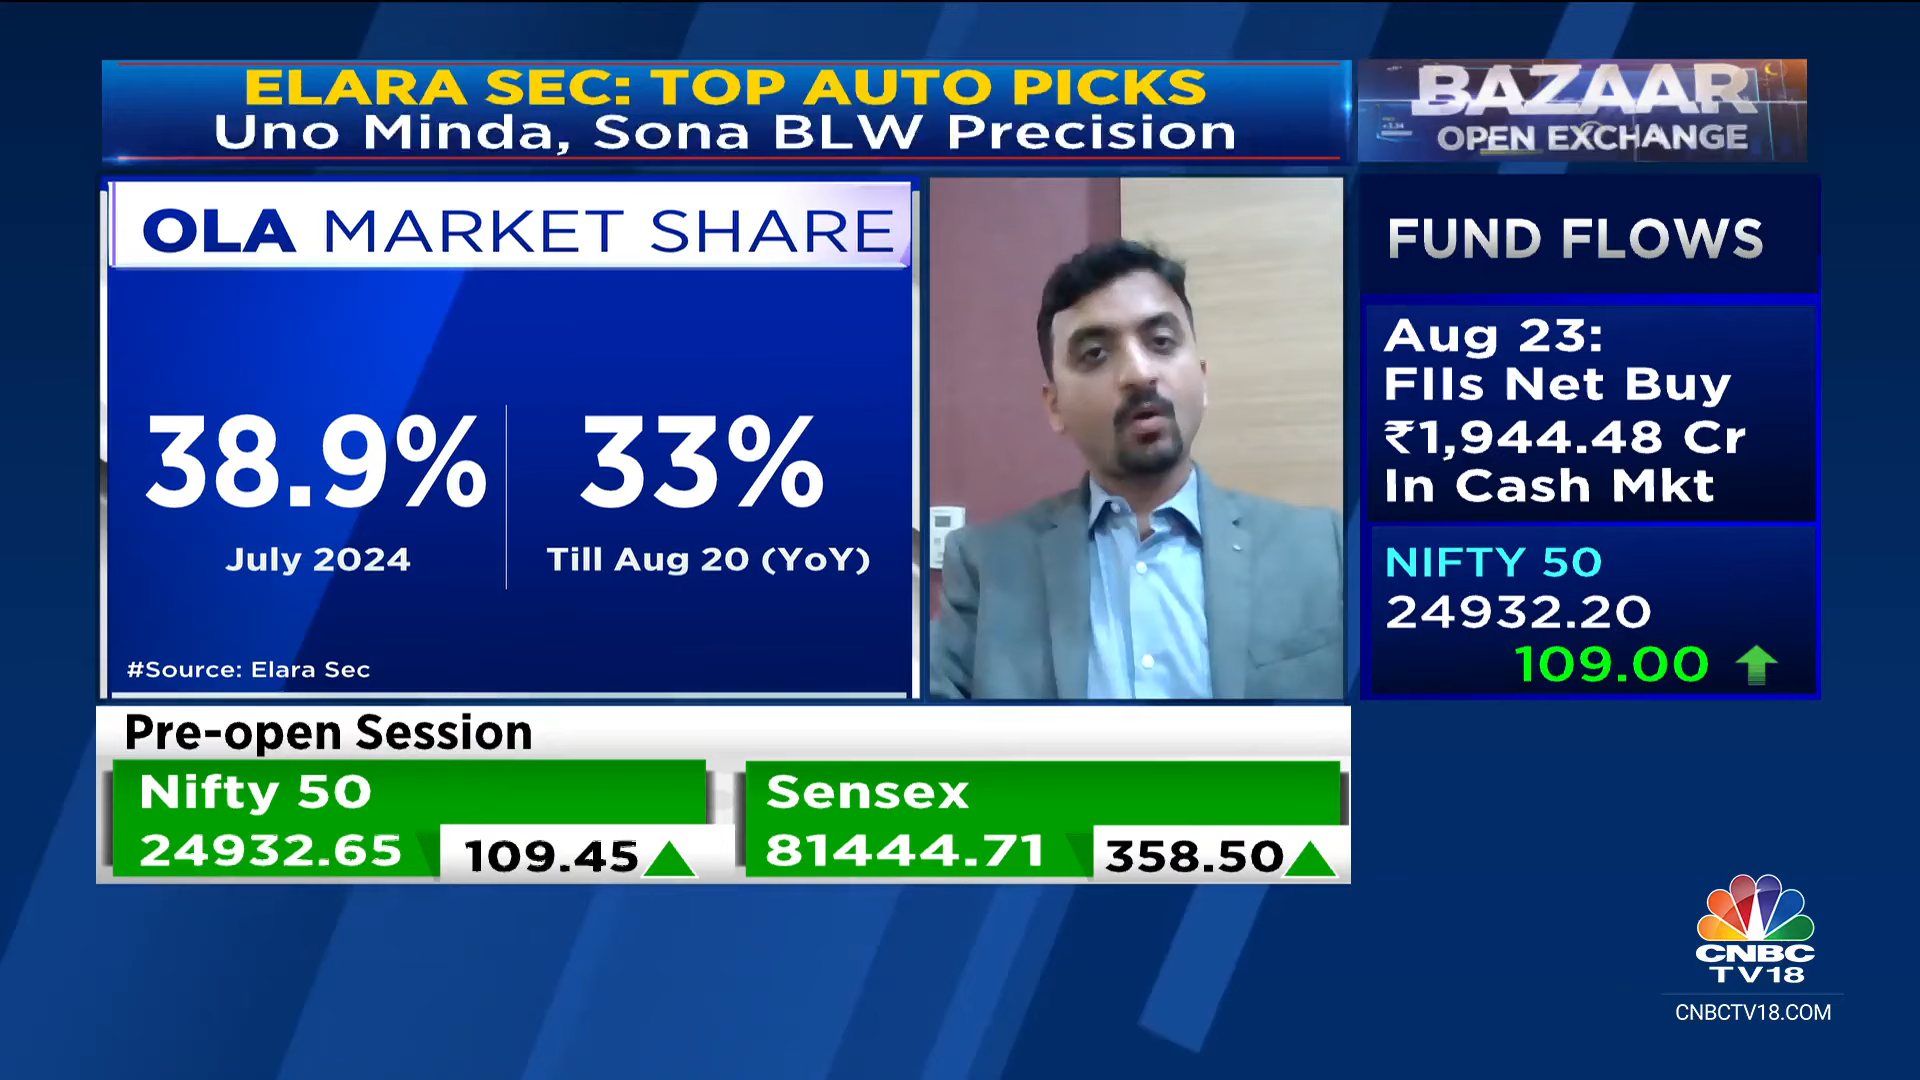 ELARA SEC: TOP AUTO PICKS
Uno Minda, Sona BLW Precision
BAZAAR
OPEN EXCHANGE
OLA MARKET SHARE
38.9%
July 2024
33%
Till Aug 20 (YoY)
#Source: Elara Sec
FUND FLOWS
Aug 23:
FIIs Net Buy
₹1,944.48 Cr
In Cash Mkt
NIFTY 50
24932.20
109.00
Pre-open Session
Nifty 50
24932.65
109.45
Sensex
81444.71
358.50
CNBC
TV18
CNBCTV18.COM